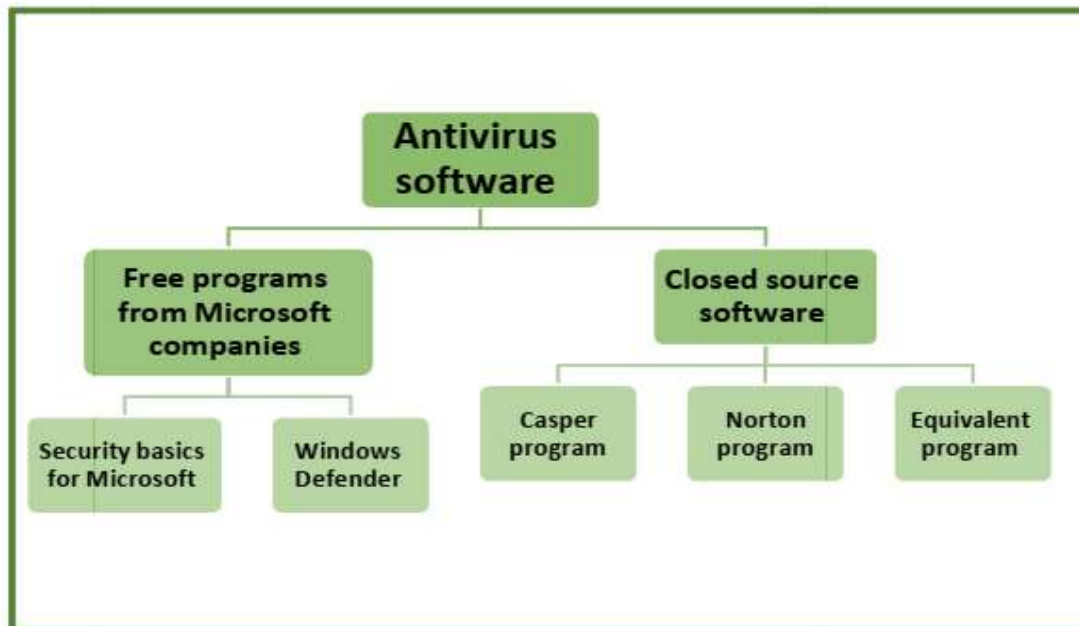 Antivirus
software
Free programs
from Microsoft
companies
Closed source
software
Security basics
for Microsoft
Windows
Defender
Casper
program
Norton
program
Equivalent
program